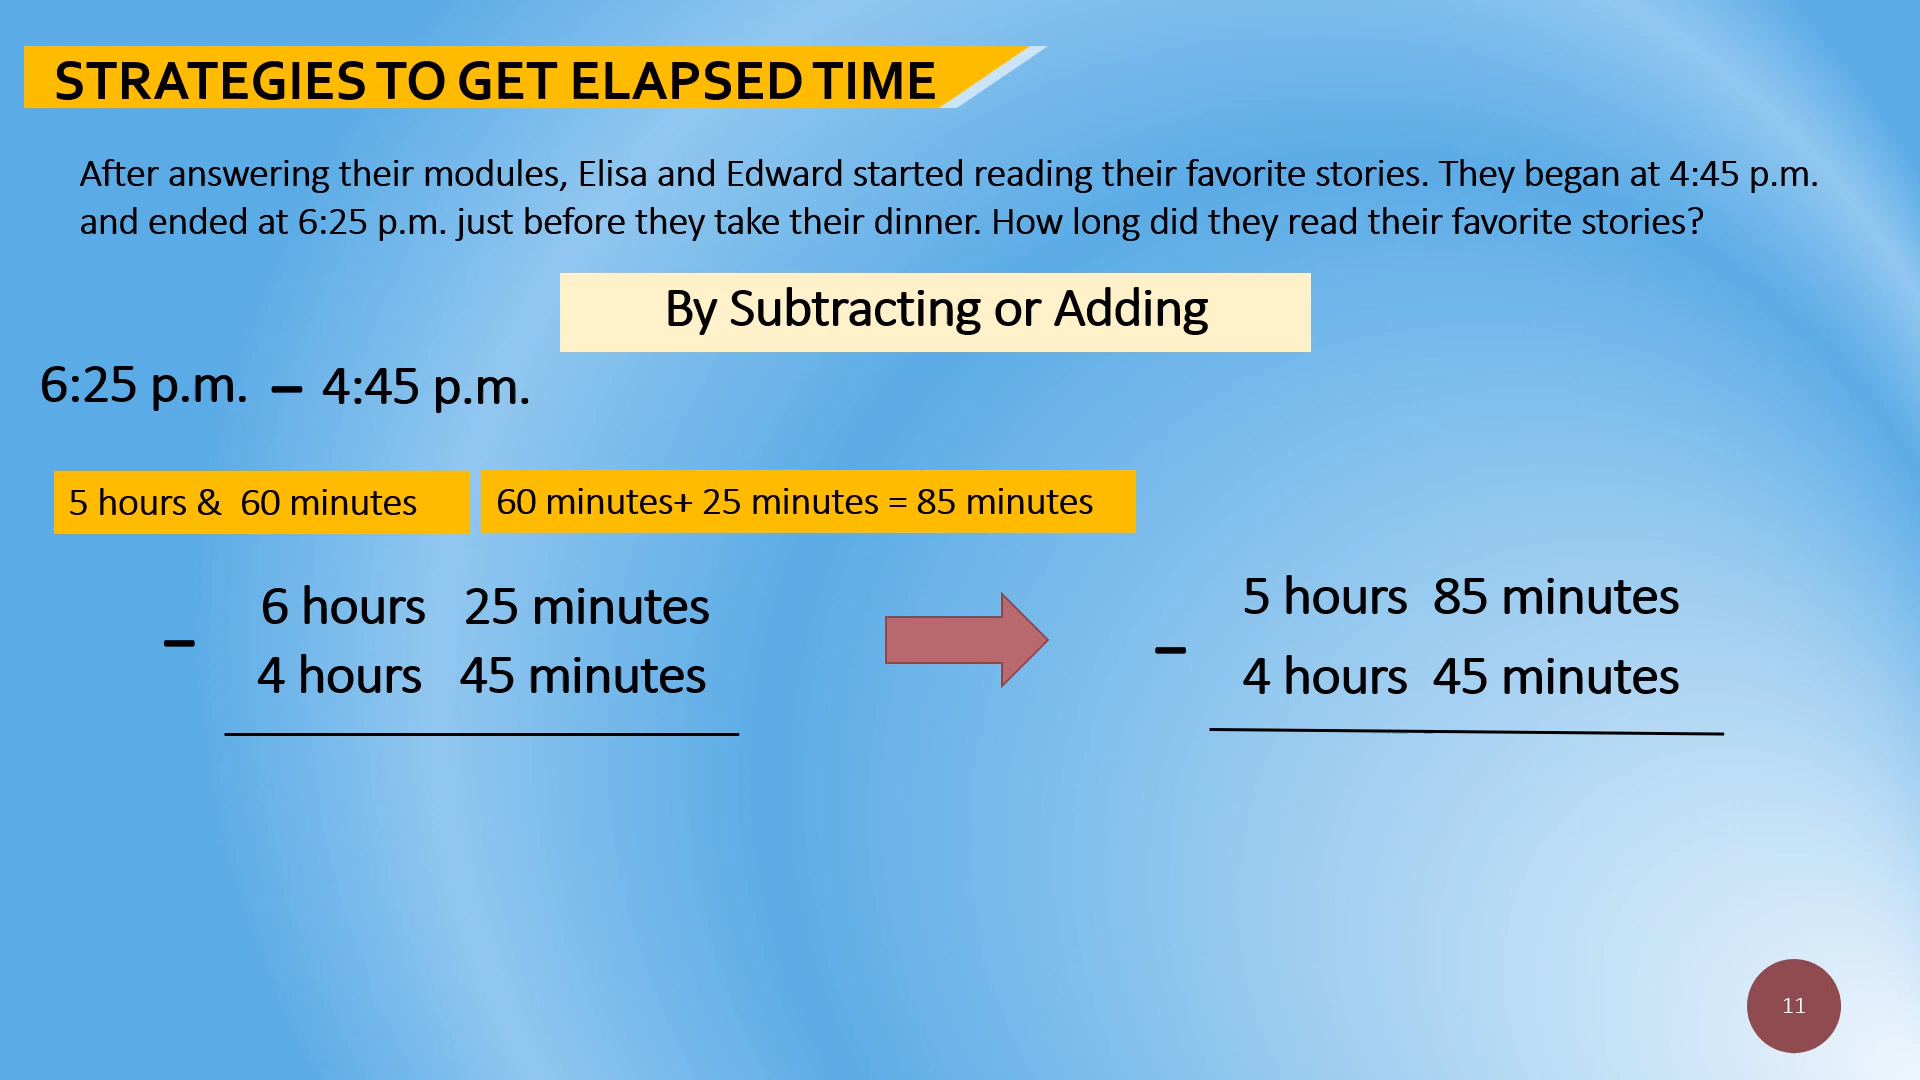 STRATEGIES TO GET ELAPSED TIME
After answering their modules, Elisa and Edward started reading their favorite stories. They began at 4:45 p.m.
and ended at 6:25 p.m. just before they take their dinner. How long did they read their favorite stories?
By Subtracting or Adding
6:25 p.m. – 4:45 p.m.
5 hours & 60 minutes
60 minutes+ 25 minutes = 85 minutes
6 hours 25 minutes
–
4 hours 45 minutes
5 hours 85 minutes
–
4 hours 45 minutes
11